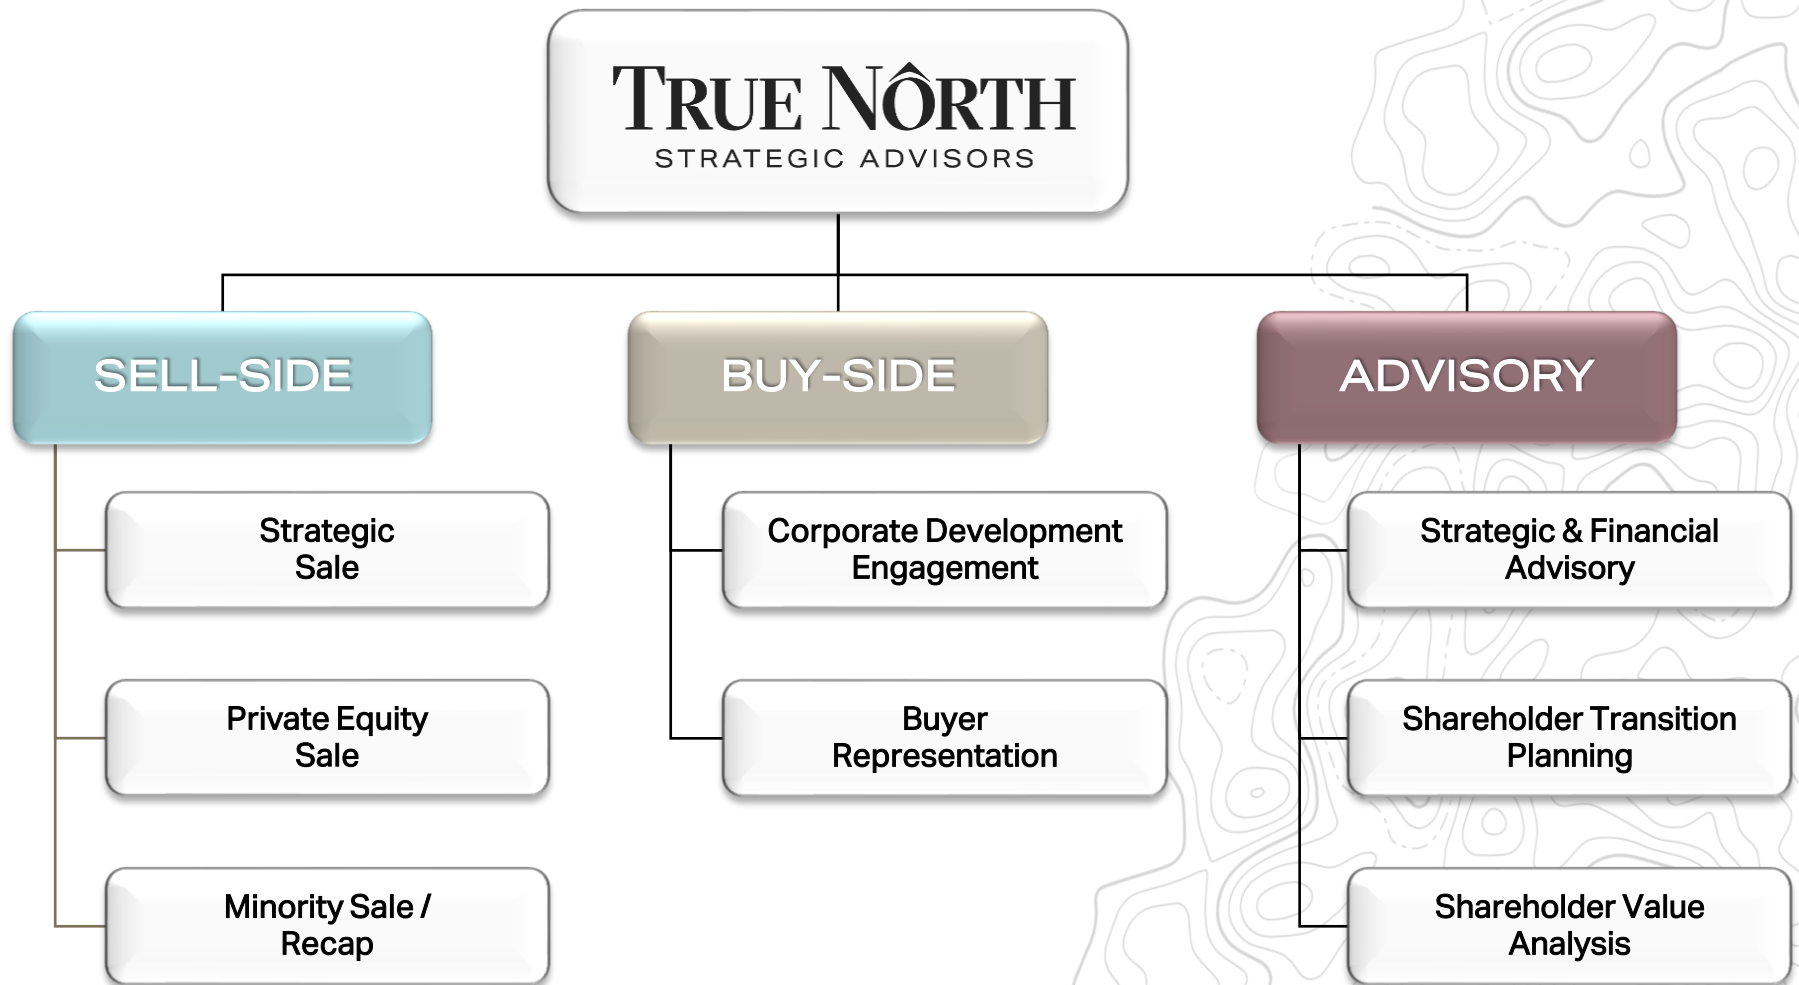 TRUE NÔRTH
STRATEGIC ADVISORS
SELL-SIDE
Strategic
Sale
Private Equity
Sale
Minority Sale /
Recap
BUY-SIDE
Corporate Development
Engagement
Buyer
Representation
ADVISORY
Strategic & Financial
Advisory
Shareholder Transition
Planning
Shareholder Value
Analysis